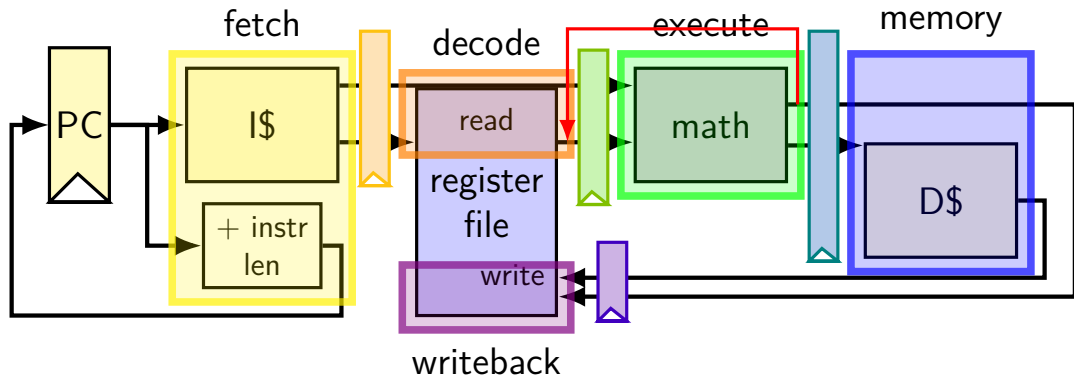 fetch
decode
execute
memory
PC
I$
read
math
register
file
D$
+ instr
len
write
writeback